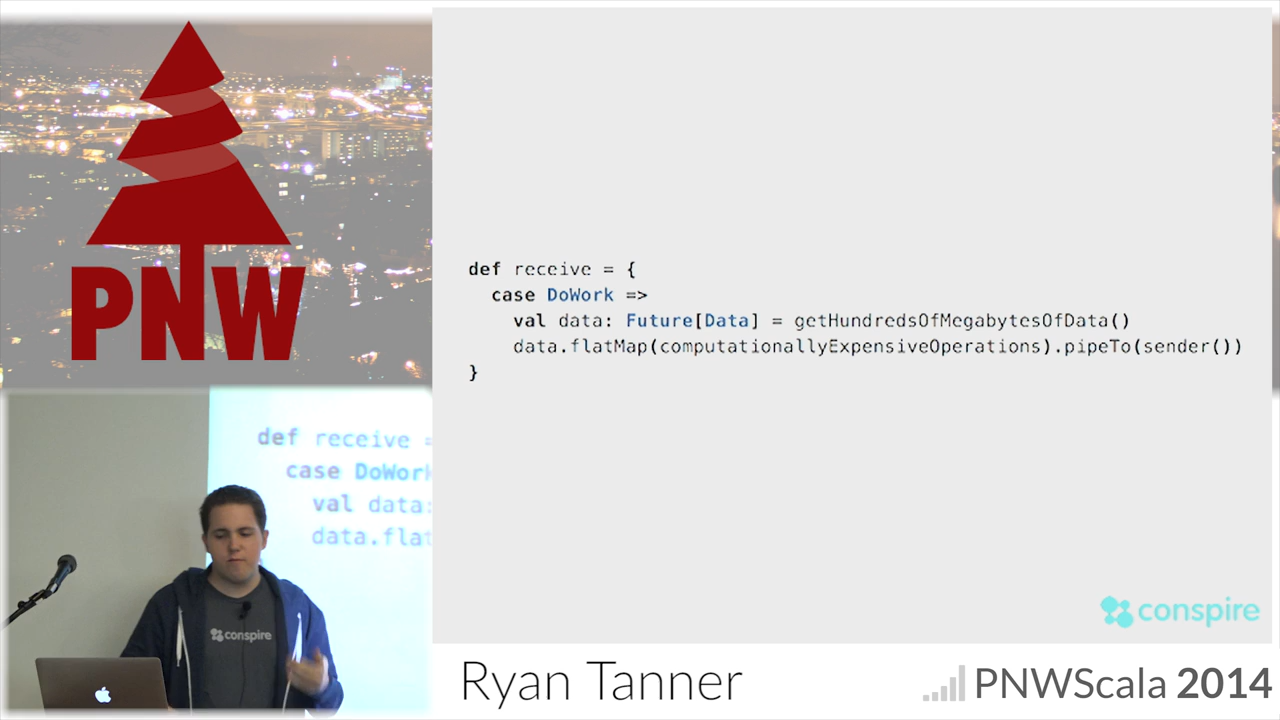 PNW
def receive = {
case DoWork =>
val data: Future[Data] = getHundredsOfMegabytesOfData()
data.flatMap(computationallyExpensiveOperations).pipeTo(sender())
}
conspire
def receive =
case DoWork
val data:
data.flat
conspire
Ryan Tanner
PNWScala 2014